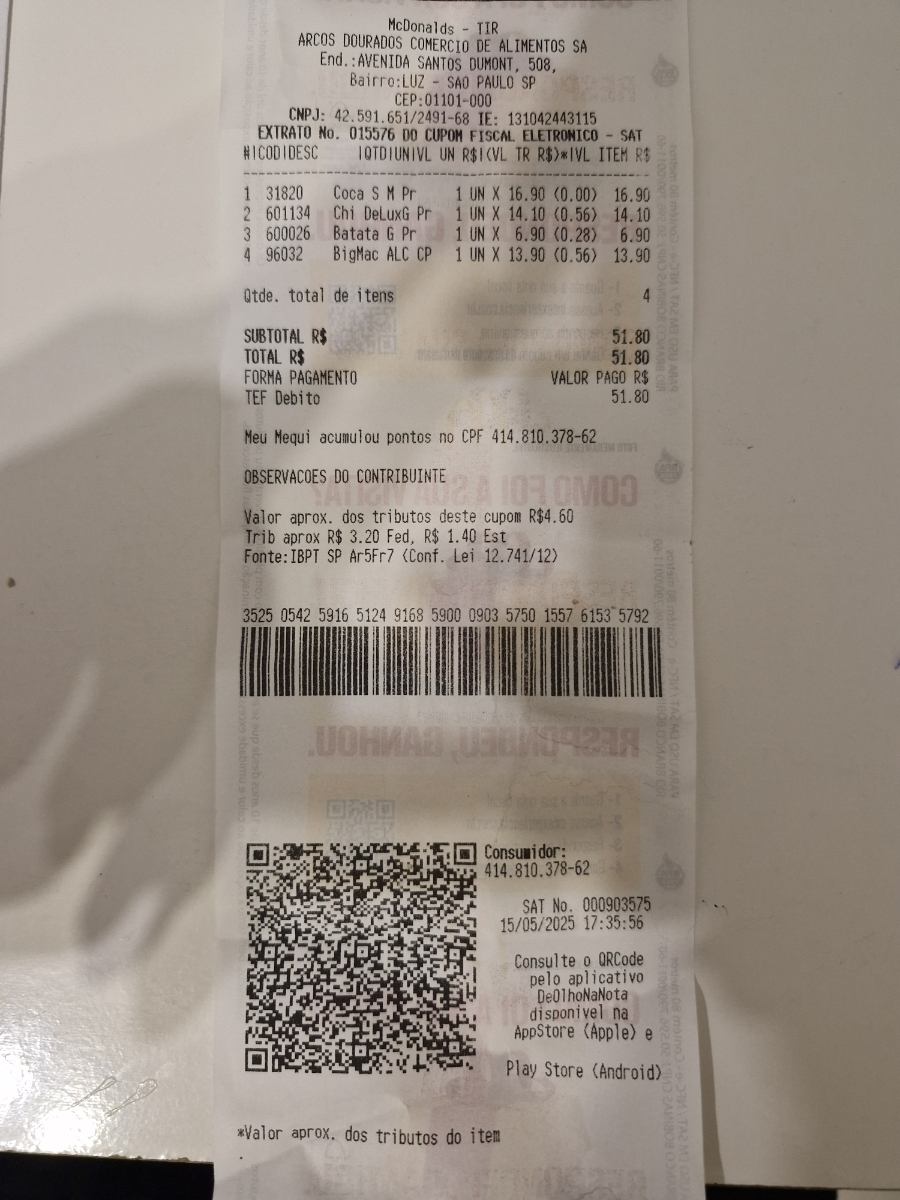 McDonalds - TIR
ARCOS DOURADOS COMERCIO DE ALIMENTOS SA
End.:AVENIDA SANTOS DUMONT, 508,
Bairro:LUZ - SAO PAULO SP
CEP:01101-000
CNPJ: 42.591.651/2491-68 IE: 131042443115
EXTRATO No. 015576 DO CUPOM FISCAL ELETRONICO - SAT
#|COD|DESC |QTD|UN|VL UN R$|(VL TR R$)*|VL ITEM R$
1 31820 Coca S M Pr 1 UN X 16.90 (0.00) 16.90
2 601134 Chi DeLuxG Pr 1 UN X 14.10 (0.56) 14.10
3 600026 Batata G Pr 1 UN X 6.90 (0.28) 6.90
4 96032 BigMac ALC CP 1 UN X 13.90 (0.56) 13.90
Qtde. total de itens 4
SUBTOTAL R$ 51.80
TOTAL R$ 51.80
FORMA PAGAMENTO VALOR PAGO R$
TEF Debito 51.80
Meu Mequi acumulou pontos no CPF 414.810.378-62
OBSERVACOES DO CONTRIBUINTE
Valor aprox. dos tributos deste cupom R$4.60
Trib aprox R$ 3.20 Fed, R$ 1.40 Est
Fonte:IBPT SP Ar5Fr7 (Conf. Lei 12.741/12)
3525 0542 5916 5124 9168 5900 0903 5750 1557 6153 5792
RESPONDEU, GANHOU.
Consumidor:
414.810.378-62
SAT No. 000903575
15/05/2025 17:35:56
Consulte o QRCode
pelo aplicativo
DeOlhoNaNota
disponivel na
AppStore (Apple) e
Play Store (Android)
*Valor aprox. dos tributos do item